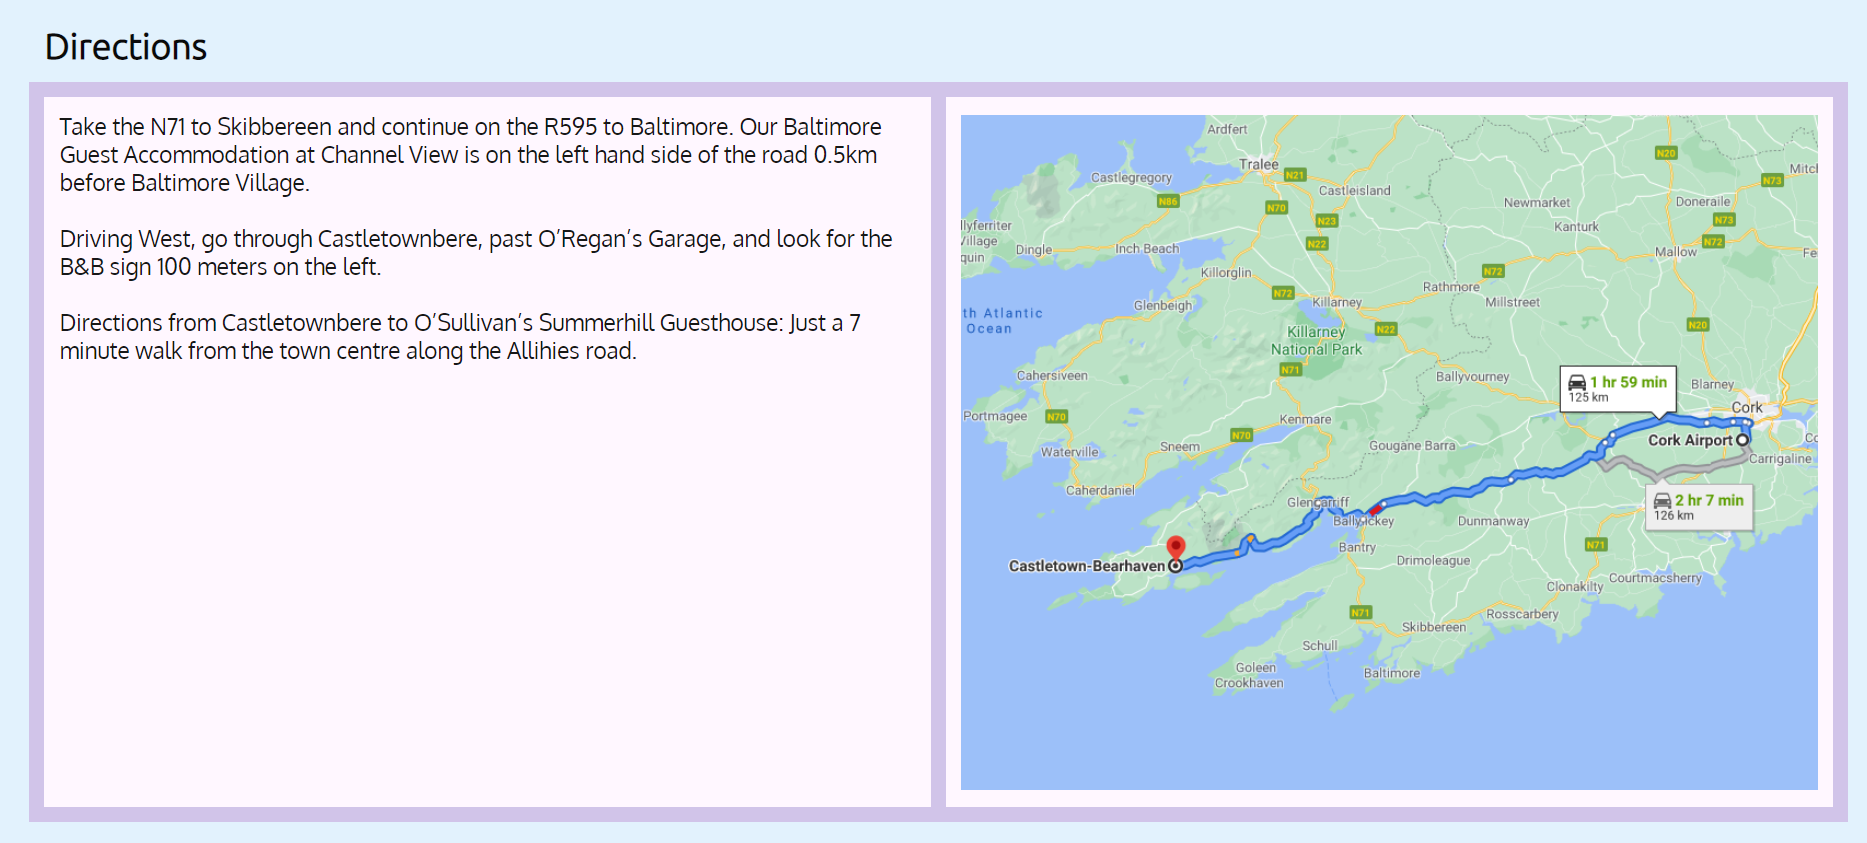 Directions
Take the N71 to Skibbereen and continue on the R595 to Baltimore. Our Baltimore
Guest Accommodation at Channel View is on the left hand side of the road 0.5km
before Baltimore Village.
Driving West, go through Castletownbere, past O'Regan's Garage, and look for the
B&B sign 100 meters on the left.
Directions from Castletownbere to O'Sullivan's Summerhill Guesthouse: Just a 7
minute walk from the town centre along the Allihies road.
Ardfert
Tralee
N21
N20
Mitcl
Castlegregory
Castleisland
N73
N86
N70
Newmarket
Doneraile
N23
N73
llyferriter
Village
quin
Dingle
Inch Beach
N22
Kanturk
N72
Mallow
Fe
Killorglin
N72
Rathmore
Millstreet
N72
Glenbeigh
Killarney
th Atlantic
Ocean
Killarney
National Park
N22
N20
N71
Cahersiveen
Ballyvourney
1 hr 59 min
125 km
Blarney
Cork
Portmagee
N70
Kenmare
N70
Sneem
Gougane Barra
Cork Airport
Co
Waterville
Carrigaline
Caherdaniel
Glengarriff
2 hr 7 min
126 km
Ballylickey
Dunmanway
Bantry
N71
Castletown-Bearhaven
Drimoleague
Clonakilty
Courtmacsherry
N71
Rosscarbery
Skibbereen
Schull
Goleen
Crookhaven
Baltimore